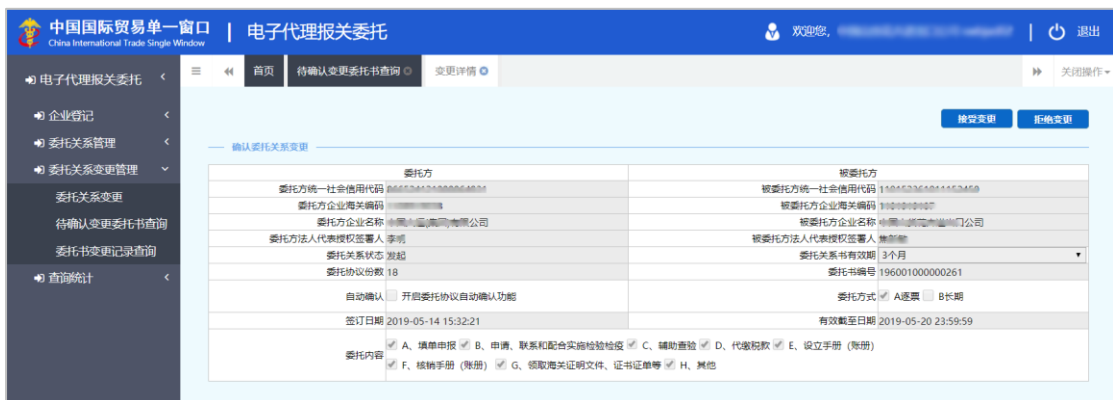 中国国际贸易单一窗口 | 电子代理报关委托 欢迎您, | 退出
China International Trade Single Window
电子代理报关委托 首页 待确认变更委托书查询 变更详情 关闭操作
企业登记
委托关系管理
委托关系变更管理
委托关系变更
待确认变更委托书查询
委托书变更记录查询
查询统计
接受变更 拒绝变更
确认委托关系变更
委托方 被委托方
委托方统一社会信用代码 被委托方统一社会信用代码
委托方企业海关编码 被委托方企业海关编码
委托方企业名称 公司 被委托方企业名称 门公司
委托方法人代表授权签署人 被委托方法人代表授权签署人
委托关系状态 发起 委托关系书有效期 3个月
委托协议份数 18 委托书编号 196001000000261
自动确认 开启委托协议自动确认功能 委托方式 A逐票 B长期
签订日期 2019-05-14 15:32:21 有效截至日期 2019-05-20 23:59:59
委托内容 A、填单申报 B、申请、联系和配合实施检验检疫 C、辅助查验 D、代缴税款 E、设立手册（账册）
F、核销手册（账册） G、领取海关证明文件、证书证单等 H、其他